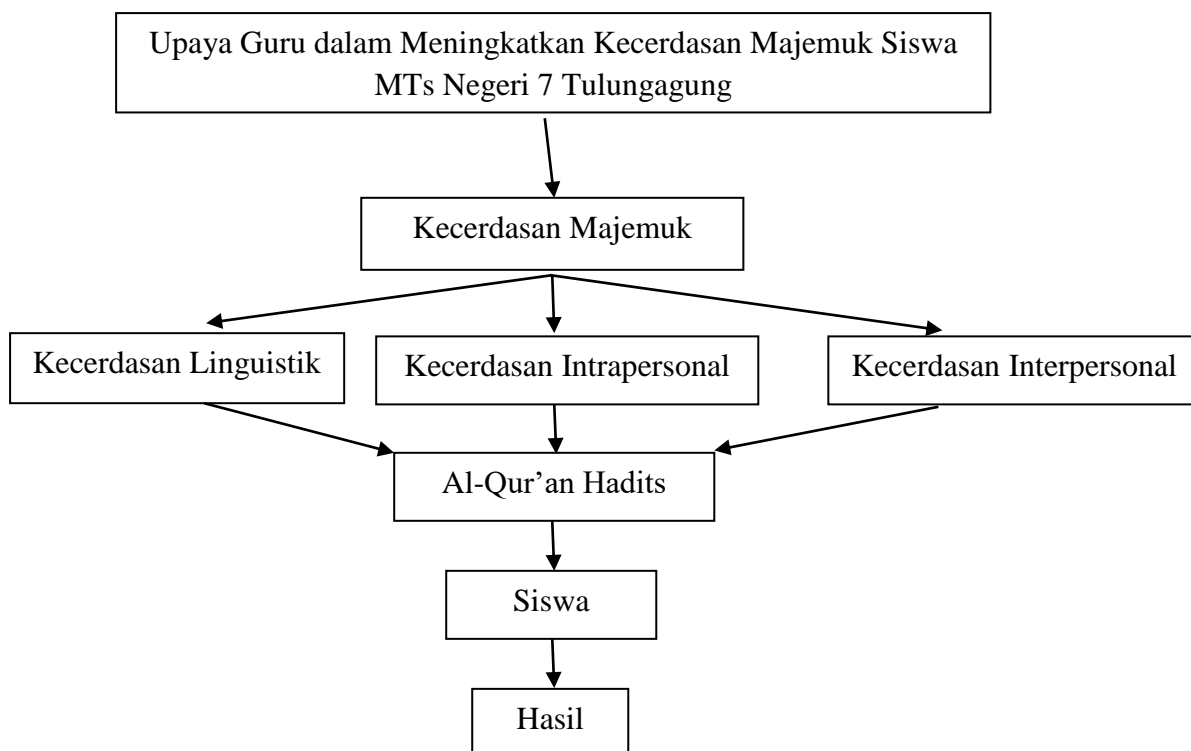 Upaya Guru dalam Meningkatkan Kecerdasan Majemuk Siswa
MTs Negeri 7 Tulungagung
Kecerdasan Majemuk
Kecerdasan Linguistik
Kecerdasan Intrapersonal
Kecerdasan Interpersonal
Al-Qur’an Hadits
Siswa
Hasil